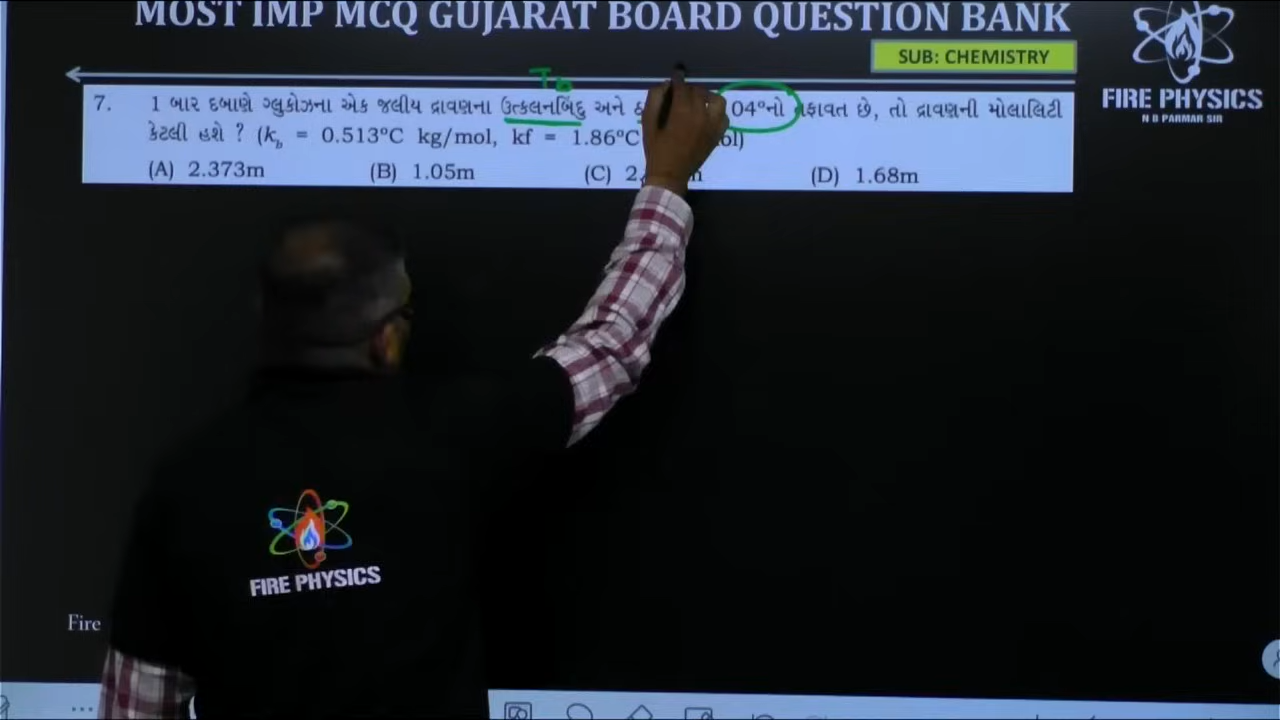 MOST IMP MCQ GUJARAT BOARD QUESTION BANK
SUB: CHEMISTRY
FIRE PHYSICS
N B PARMAR SIR
Tb
7. 1 બાર દબાણે ગ્લુકોઝના એક જલીય દ્રાવણના ઉત્કલનબિંદુ અને 04°નો તફાવત છે, તો દ્રાવણની મોલાલિટી
કેટલી હશે ? (kb = 0.513°C kg/mol, kf = 1.86°C
(A) 2.373m (B) 1.05m (C) 2. (D) 1.68m
FIRE PHYSICS
Fire